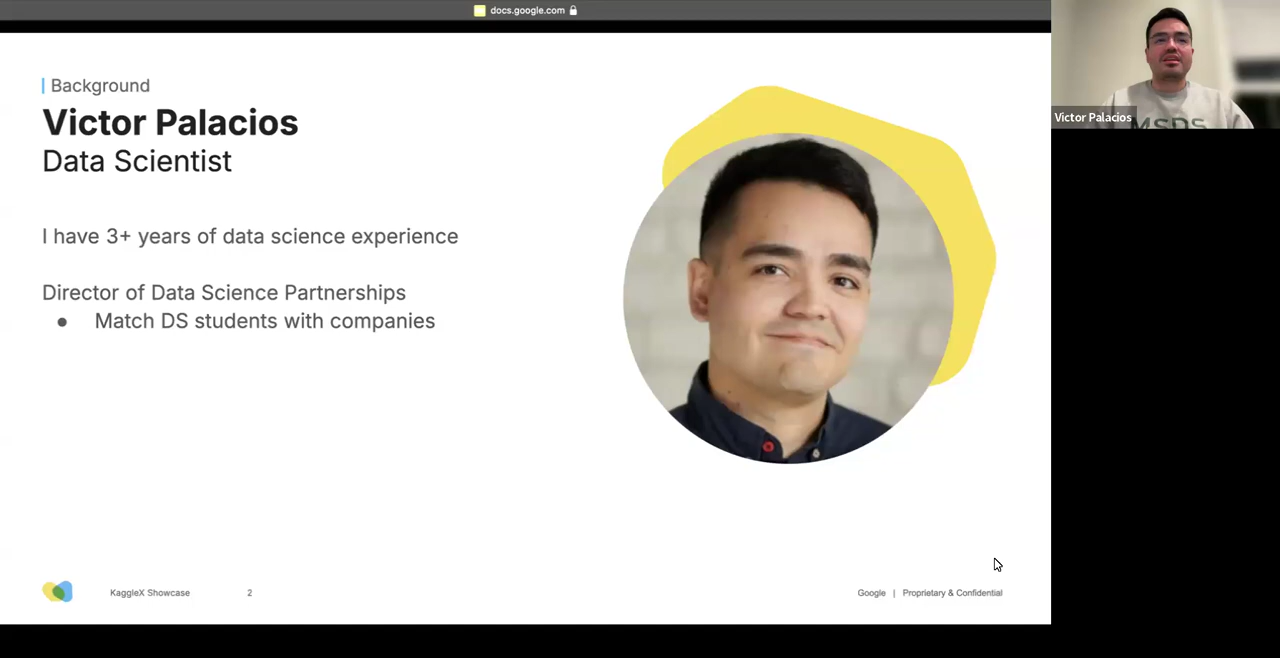 docs.google.com
Background
Victor Palacios
Data Scientist
I have 3+ years of data science experience
Director of Data Science Partnerships
● Match DS students with companies
KaggleX Showcase 2 Google | Proprietary & Confidential
Victor Palacios
MSDS